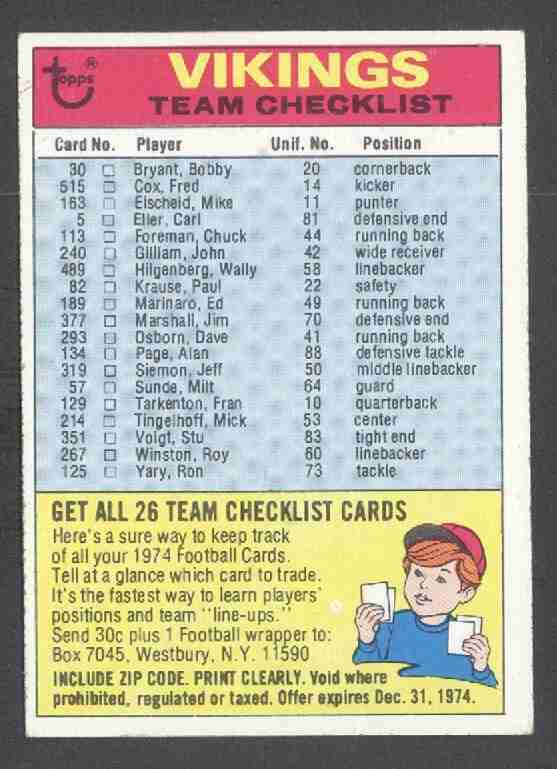 topps®
VIKINGS
TEAM CHECKLIST
Card No. Player Unif. No. Position
30 □ Bryant, Bobby 20 cornerback
515 □ Cox, Fred 14 kicker
163 □ Eischeid, Mike 11 punter
5 □ Eller, Carl 81 defensive end
113 □ Foreman, Chuck 44 running back
240 □ Gilliam, John 42 wide receiver
489 □ Hilgenberg, Wally 58 linebacker
82 □ Krause, Paul 22 safety
189 □ Marinaro, Ed 49 running back
377 □ Marshall, Jim 70 defensive end
293 □ Osborn, Dave 41 running back
134 □ Page, Alan 88 defensive tackle
319 □ Siemon, Jeff 50 middle linebacker
57 □ Sunde, Milt 64 guard
129 □ Tarkenton, Fran 10 quarterback
214 □ Tingelhoff, Mick 53 center
351 □ Voigt, Stu 83 tight end
267 □ Winston, Roy 60 linebacker
125 □ Yary, Ron 73 tackle
GET ALL 26 TEAM CHECKLIST CARDS
Here's a sure way to keep track
of all your 1974 Football Cards.
Tell at a glance which card to trade.
It's the fastest way to learn players'
positions and team "line-ups."
Send 30c plus 1 Football wrapper to:
Box 7045, Westbury, N.Y. 11590
INCLUDE ZIP CODE. PRINT CLEARLY. Void where
prohibited, regulated or taxed. Offer expires Dec. 31, 1974.